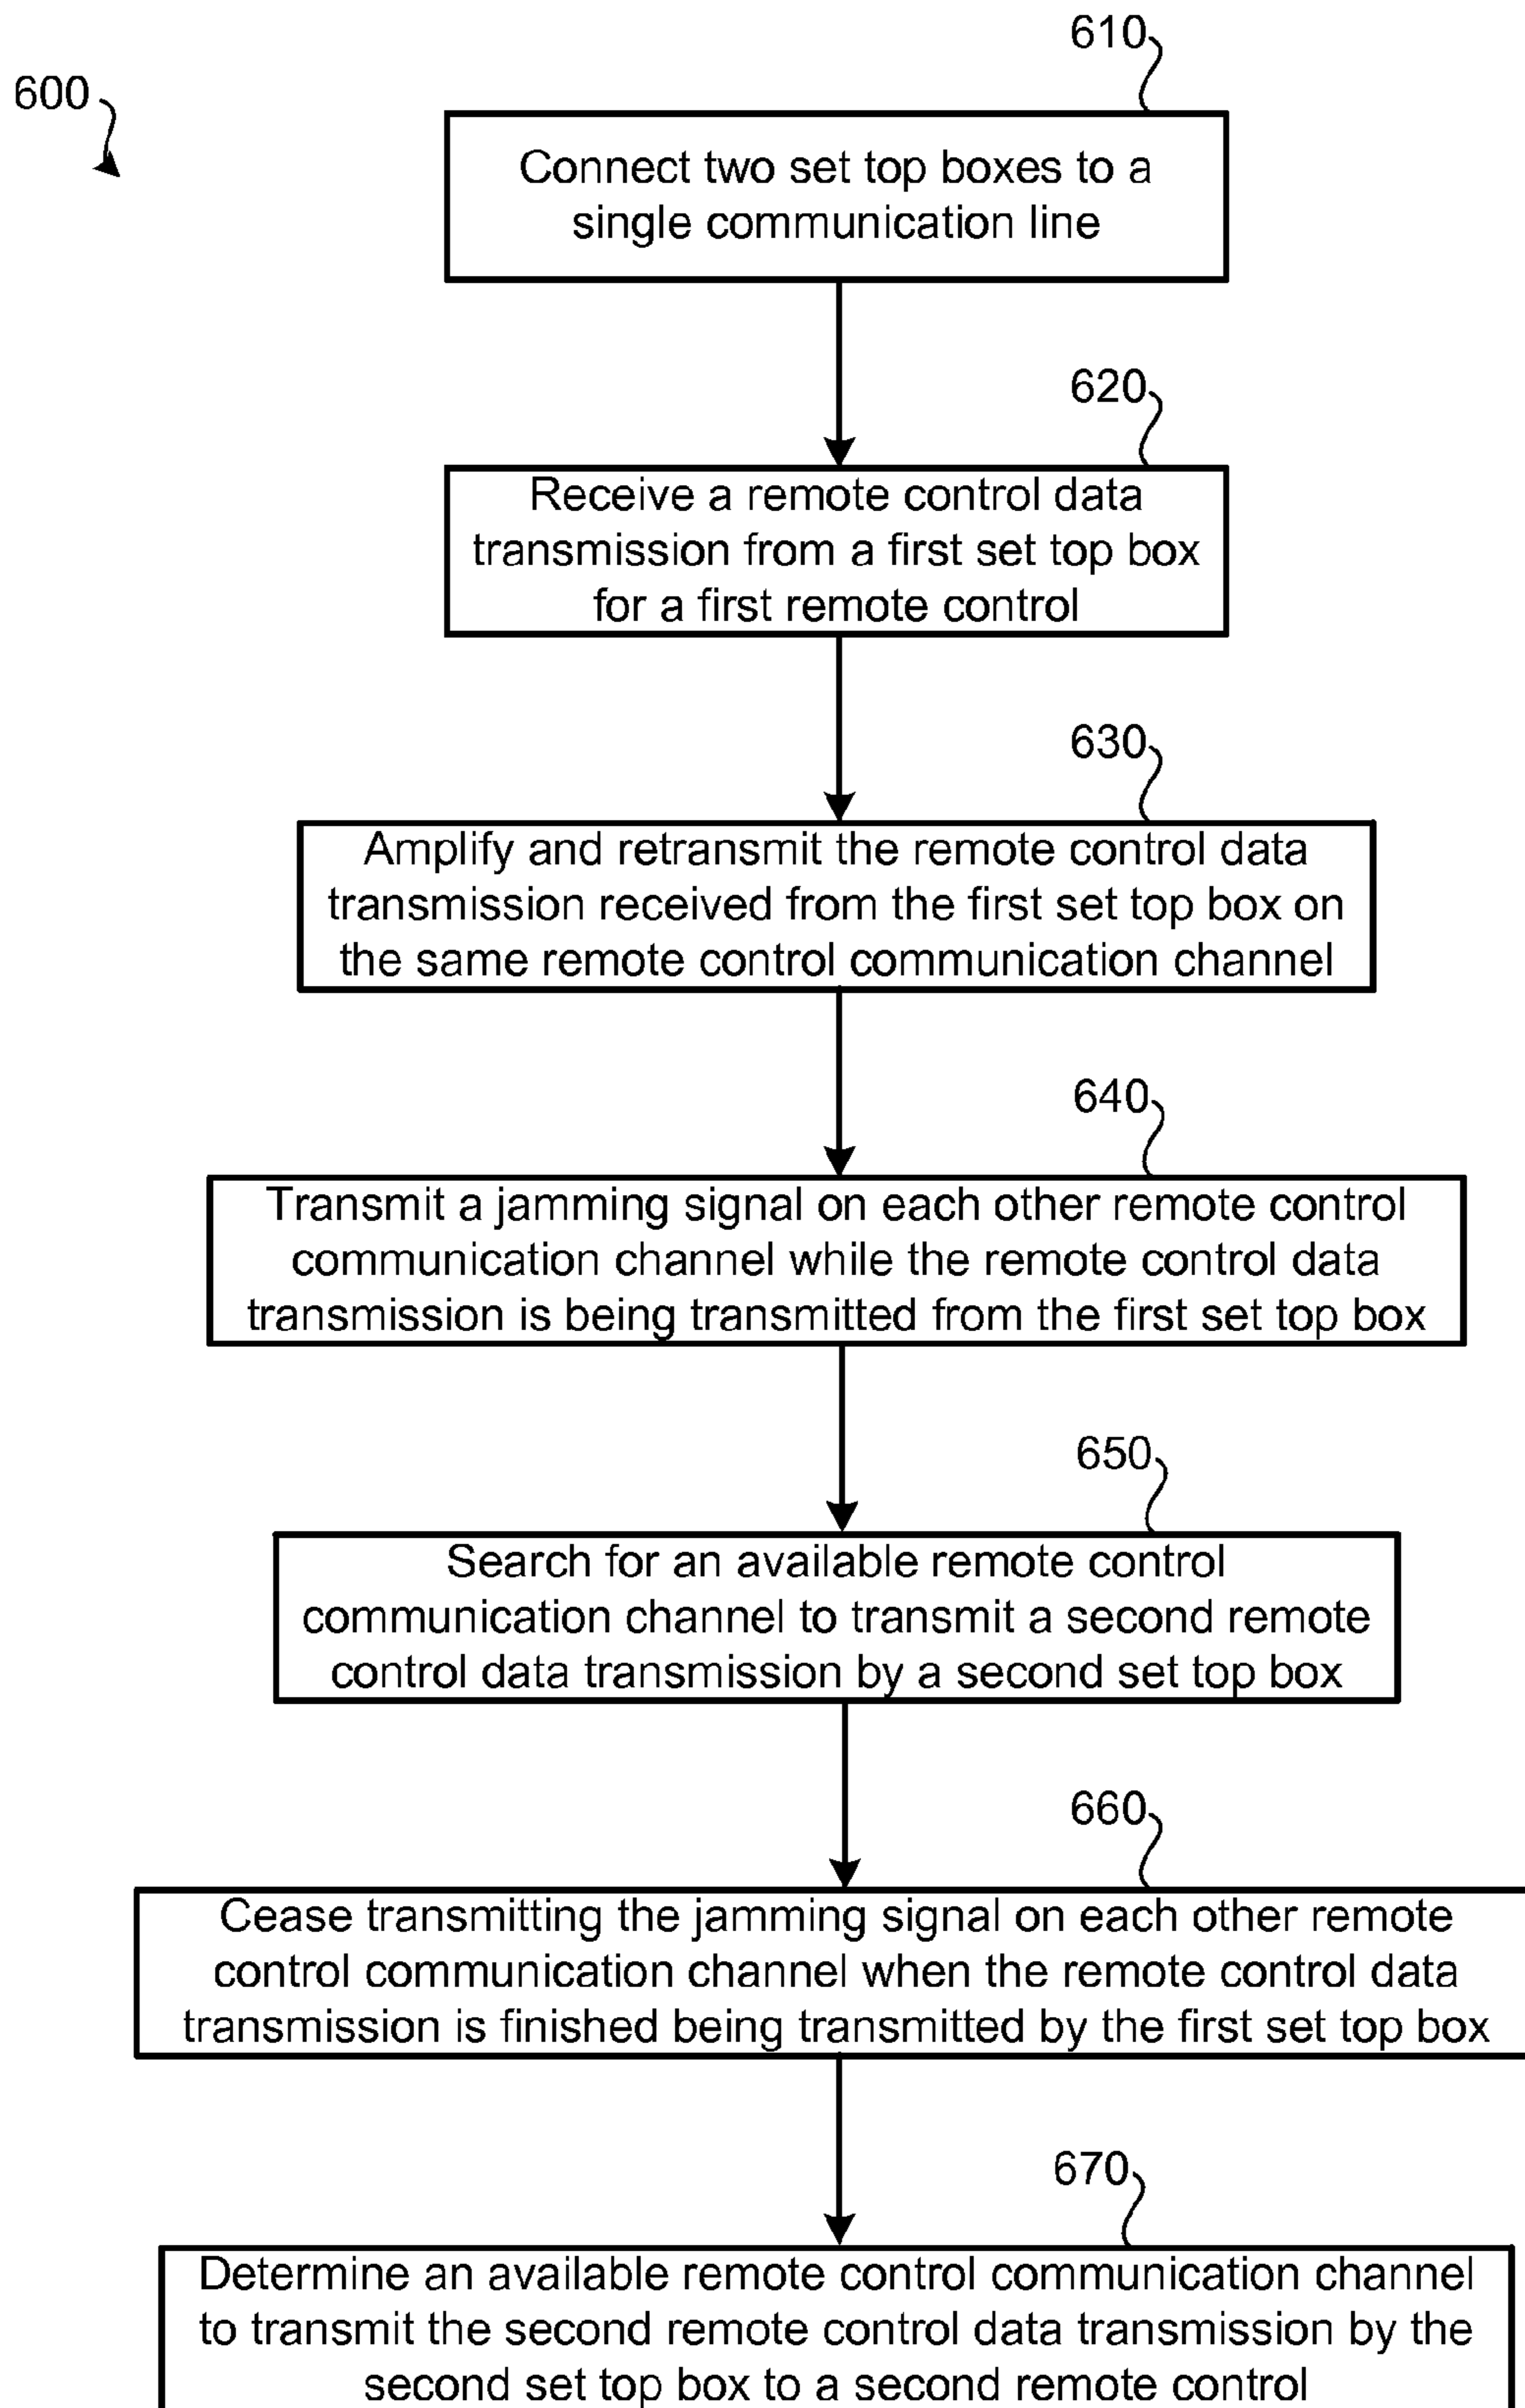 610
600
Connect two set top boxes to a
single communication line
620
Receive a remote control data
transmission from a first set top box
for a first remote control
630
Amplify and retransmit the remote control data
transmission received from the first set top box on
the same remote control communication channel
640
Transmit a jamming signal on each other remote control
communication channel while the remote control data
transmission is being transmitted from the first set top box
650
Search for an available remote control
communication channel to transmit a second remote
control data transmission by a second set top box
660
Cease transmitting the jamming signal on each other remote
control communication channel when the remote control data
transmission is finished being transmitted by the first set top box
670
Determine an available remote control communication channel
to transmit the second remote control data transmission by the
second set top box to a second remote control